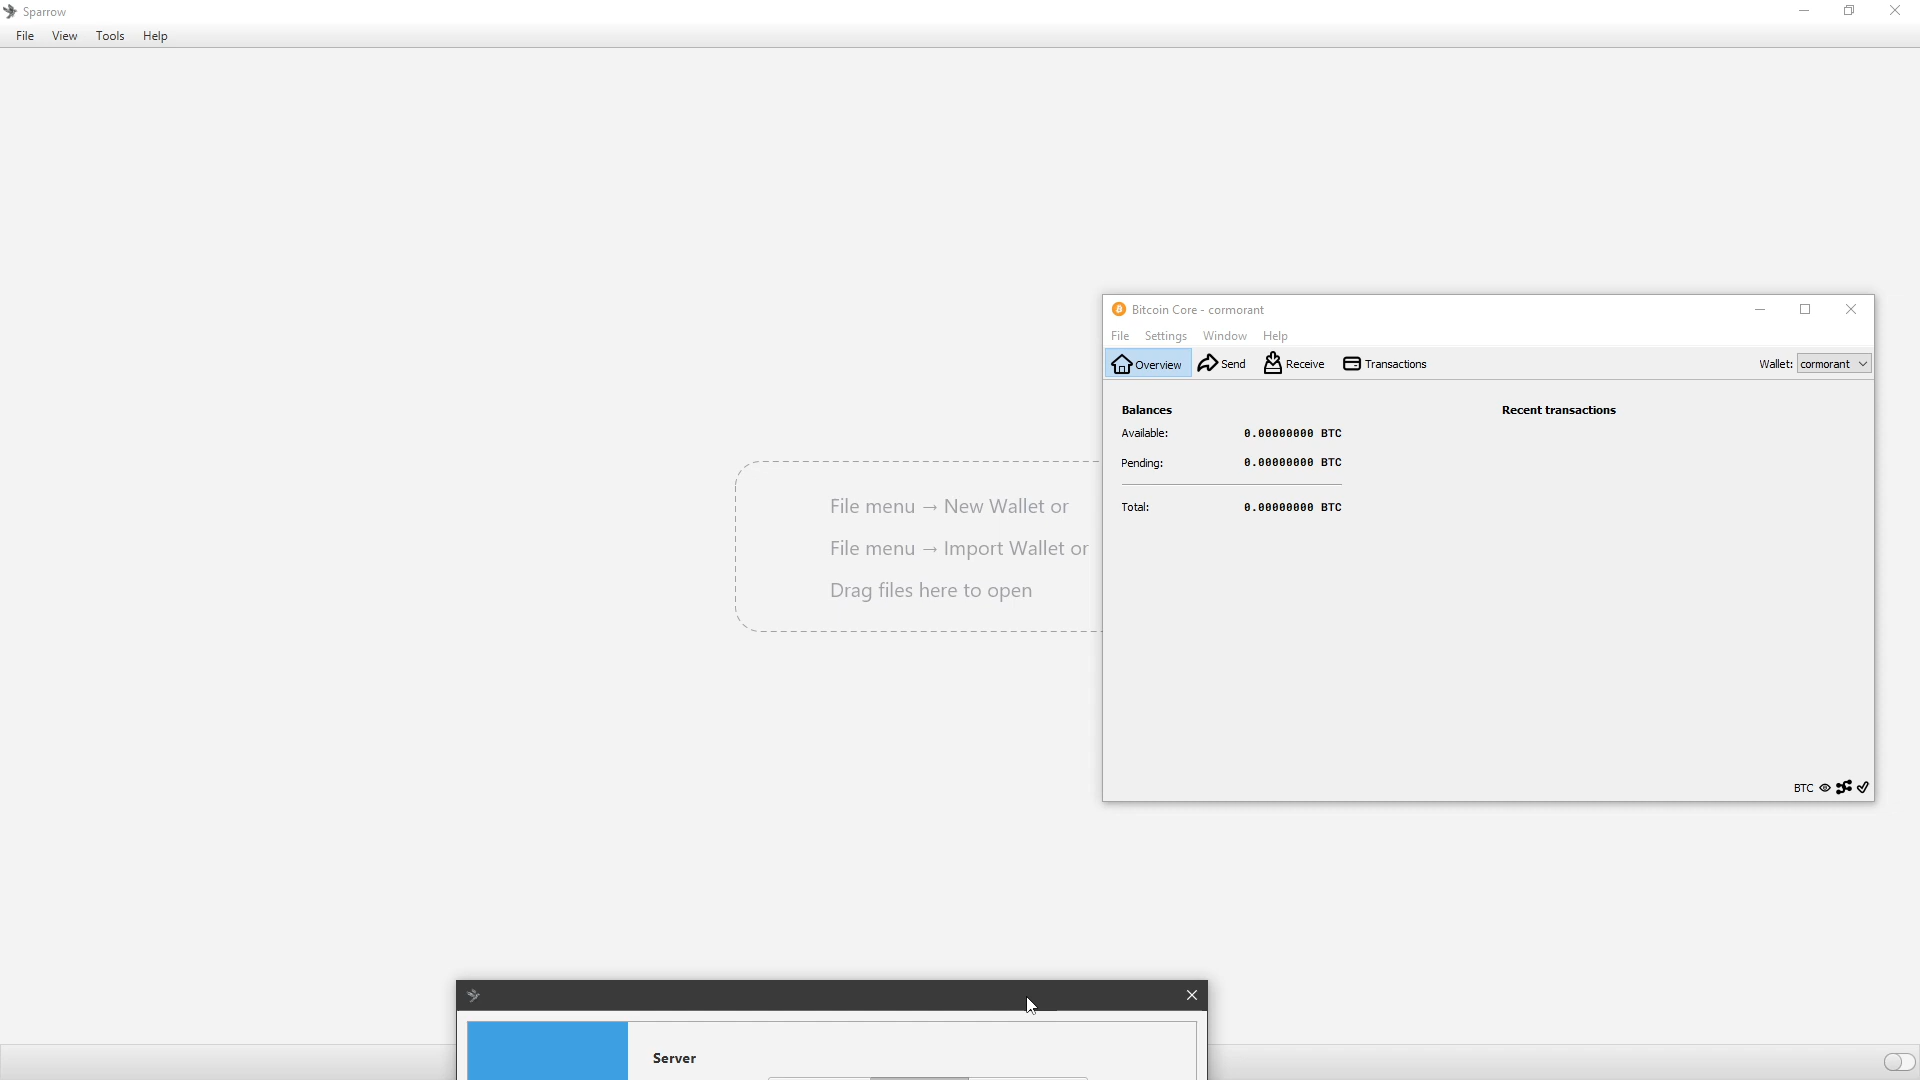 Sparrow
File View Tools Help
File menu → New Wallet or
File menu → Import Wallet or
Drag files here to open
Bitcoin Core - cormorant
File Settings Window Help
Overview Send Receive Transactions Wallet: cormorant
Balances Recent transactions
Available: 0.00000000 BTC
Pending: 0.00000000 BTC
Total: 0.00000000 BTC
BTC
Server